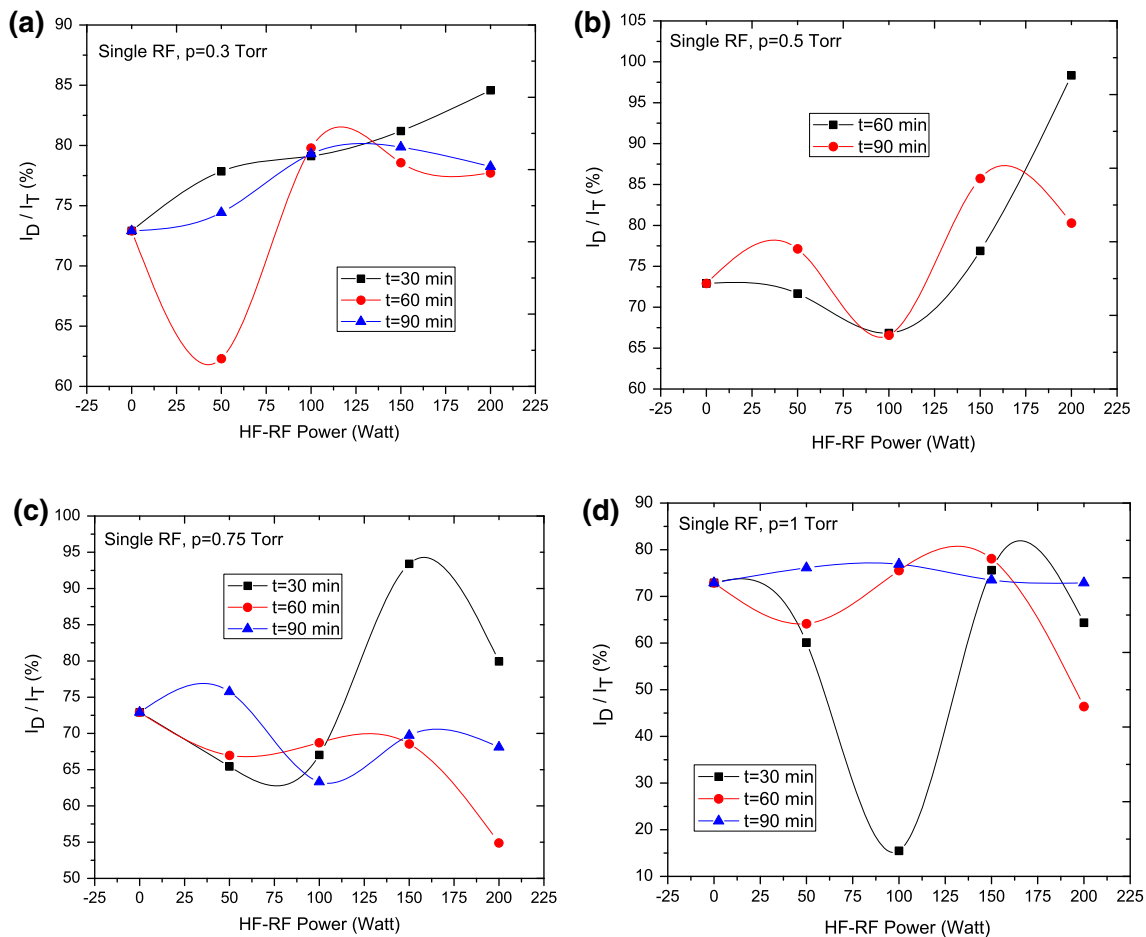 (a)
Single RF, p=0.3 Torr
90
85
80
75
70
65
60
I_D / I_T (%)
t=30 min
t=60 min
t=90 min
-25 0 25 50 75 100 125 150 175 200 225
HF-RF Power (Watt)
(b)
Single RF, p=0.5 Torr
105
100
95
90
85
80
75
70
65
60
I_D / I_T (%)
t=60 min
t=90 min
-25 0 25 50 75 100 125 150 175 200 225
HF-RF Power (Watt)
(c)
Single RF, p=0.75 Torr
100
95
90
85
80
75
70
65
60
55
50
I_D / I_T (%)
t=30 min
t=60 min
t=90 min
-25 0 25 50 75 100 125 150 175 200 225
HF-RF Power (Watt)
(d)
Single RF, p=1 Torr
90
80
70
60
50
40
30
20
10
I_D / I_T (%)
t=30 min
t=60 min
t=90 min
-25 0 25 50 75 100 125 150 175 200 225
HF-RF Power (Watt)